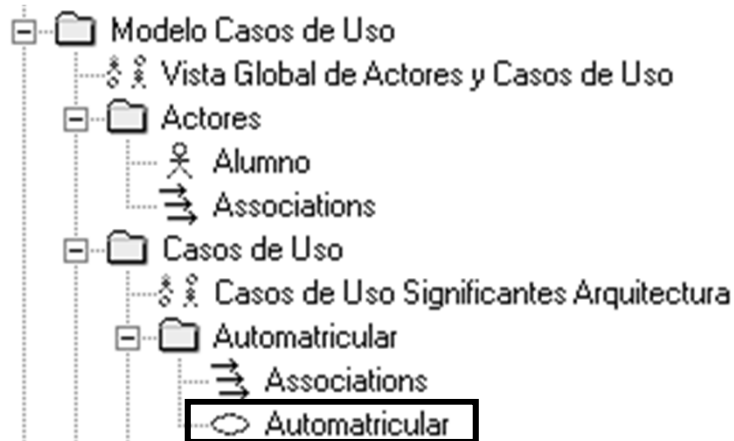 Modelo Casos de Uso
Vista Global de Actores y Casos de Uso
Actores
Alumno
Associations
Casos de Uso
Casos de Uso Significantes Arquitectura
Automatricular
Associations
Automatricular